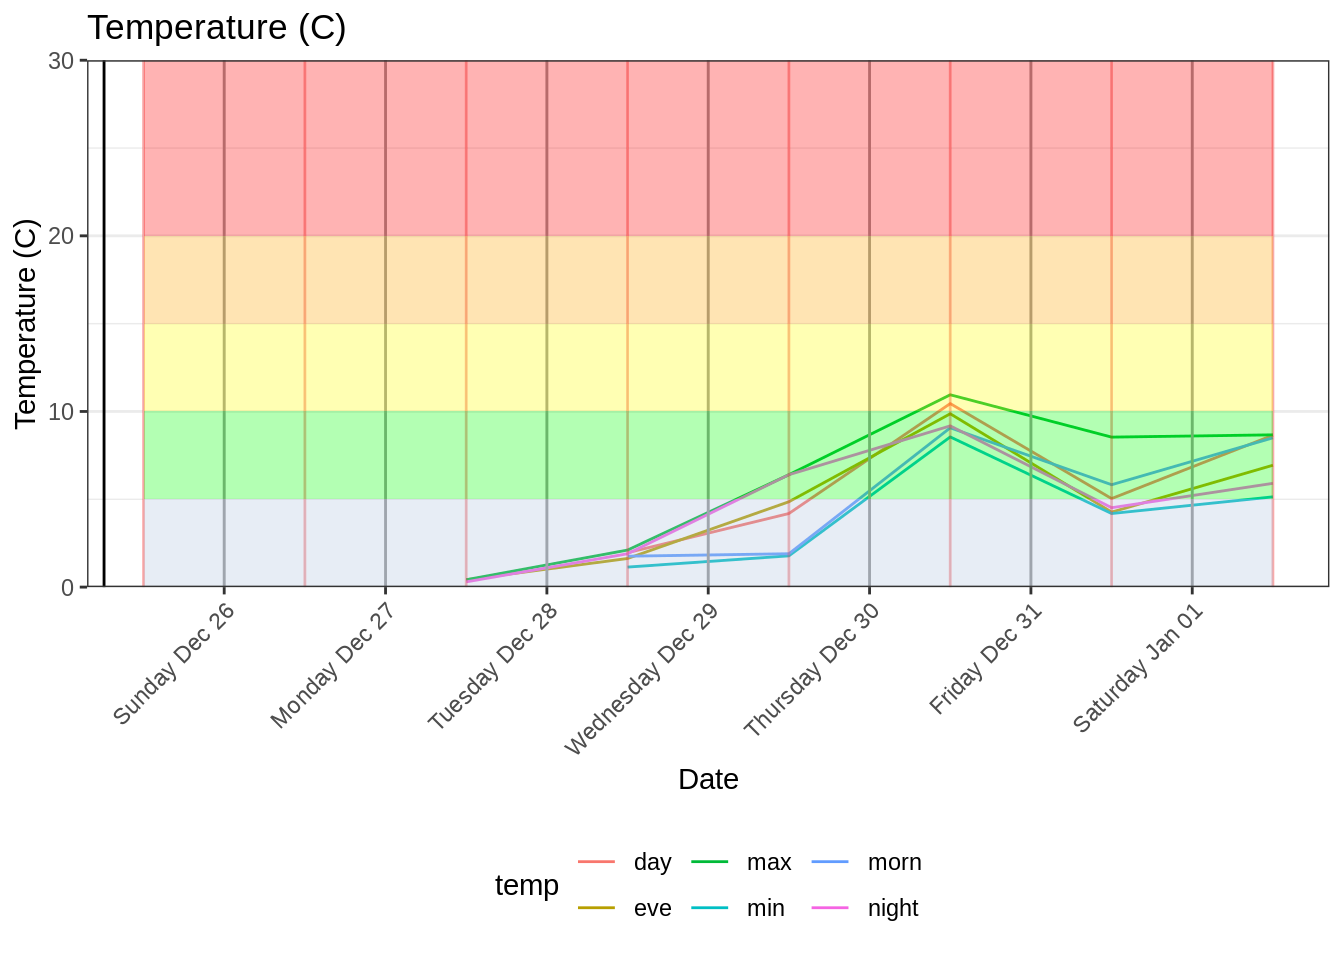 Temperature (C)
Temperature (C)
30
20
10
0
Sunday Dec 26
Monday Dec 27
Tuesday Dec 28
Wednesday Dec 29
Thursday Dec 30
Friday Dec 31
Saturday Jan 01
Date
temp
day
max
morn
eve
min
night